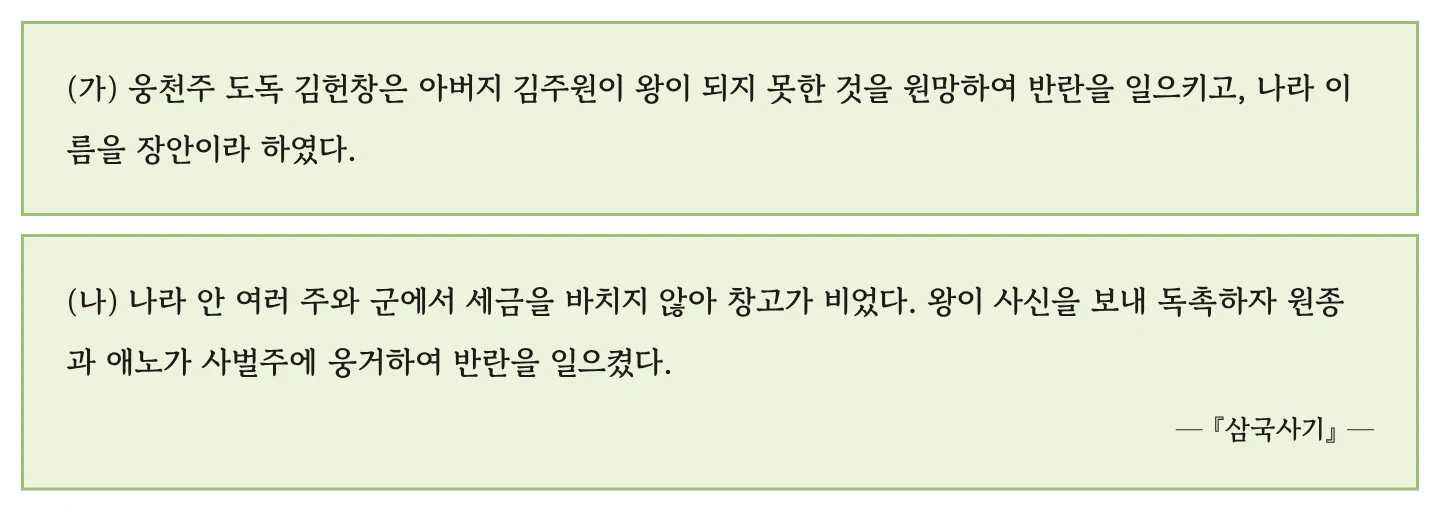 (가) 웅천주 도독 김헌창은 아버지 김주원이 왕이 되지 못한 것을 원망하여 반란을 일으키고, 나라 이
름을 장안이라 하였다.
(나) 나라 안 여러 주와 군에서 세금을 바치지 않아 창고가 비었다. 왕이 사신을 보내 독촉하자 원종
과 애노가 사벌주에 웅거하여 반란을 일으켰다.
―『삼국사기』―